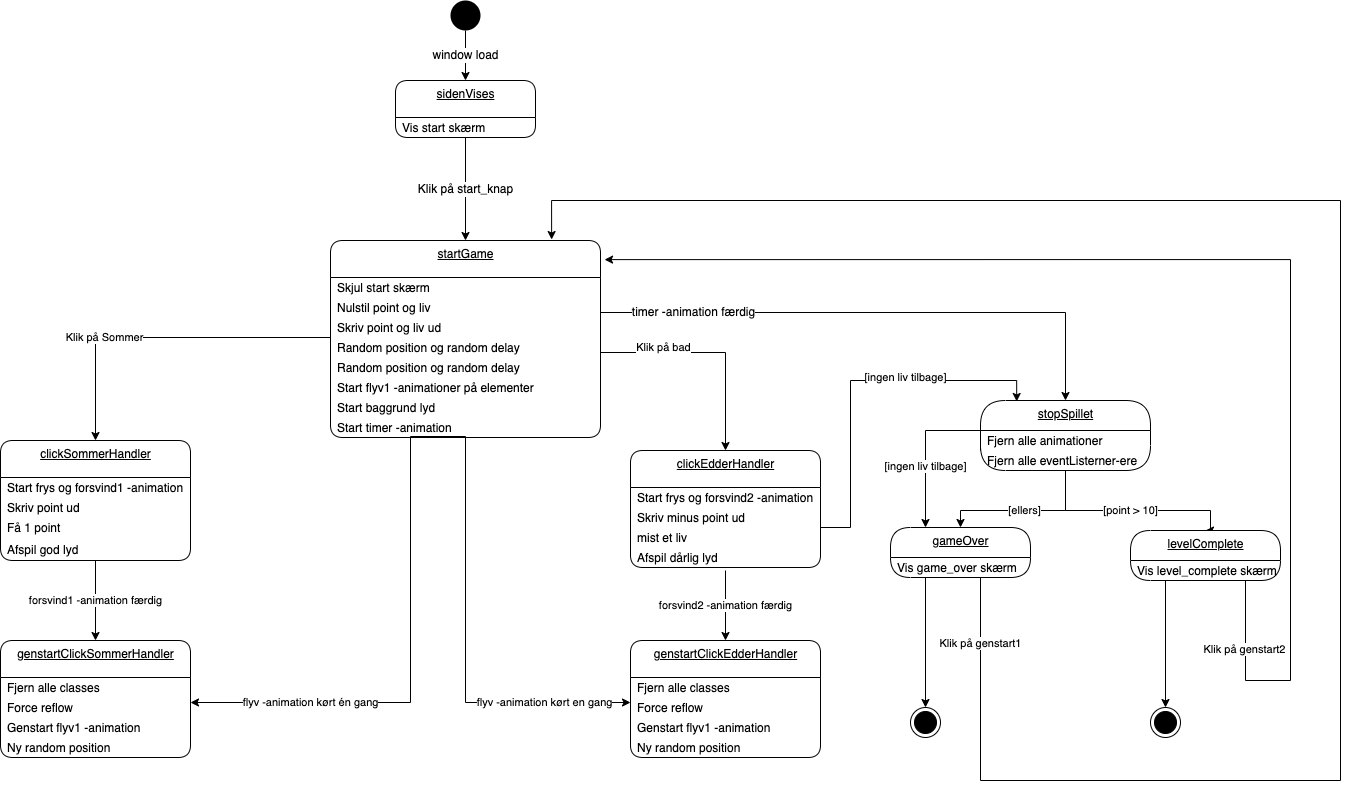 window load
sidenVises
Vis start skærm
Klik på start_knap
startGame
Skjul start skærm
Nulstil point og liv
Skriv point og liv ud
Random position og random delay
Random position og random delay
Start flyv1 -animationer på elementer
Start baggrund lyd
Start timer -animation
timer -animation færdig
Klik på Sommer
Klik på bad
[ingen liv tilbage]
stopSpillet
Fjern alle animationer
Fjern alle eventListerner-ere
clickSommerHandler
Start frys og forsvind1 -animation
Skriv point ud
Få 1 point
Afspil god lyd
clickEdderHandler
Start frys og forsvind2 -animation
Skriv minus point ud
mist et liv
Afspil dårlig lyd
[ingen liv tilbage]
[ellers]
[point > 10]
gameOver
Vis game_over skærm
levelComplete
Vis level_complete skærm
forsvind1 -animation færdig
forsvind2 -animation færdig
Klik på genstart1
Klik på genstart2
genstartClickSommerHandler
Fjern alle classes
Force reflow
Genstart flyv1 -animation
Ny random position
flyv -animation kørt én gang
flyv -animation kørt en gang
genstartClickEdderHandler
Fjern alle classes
Force reflow
Genstart flyv1 -animation
Ny random position